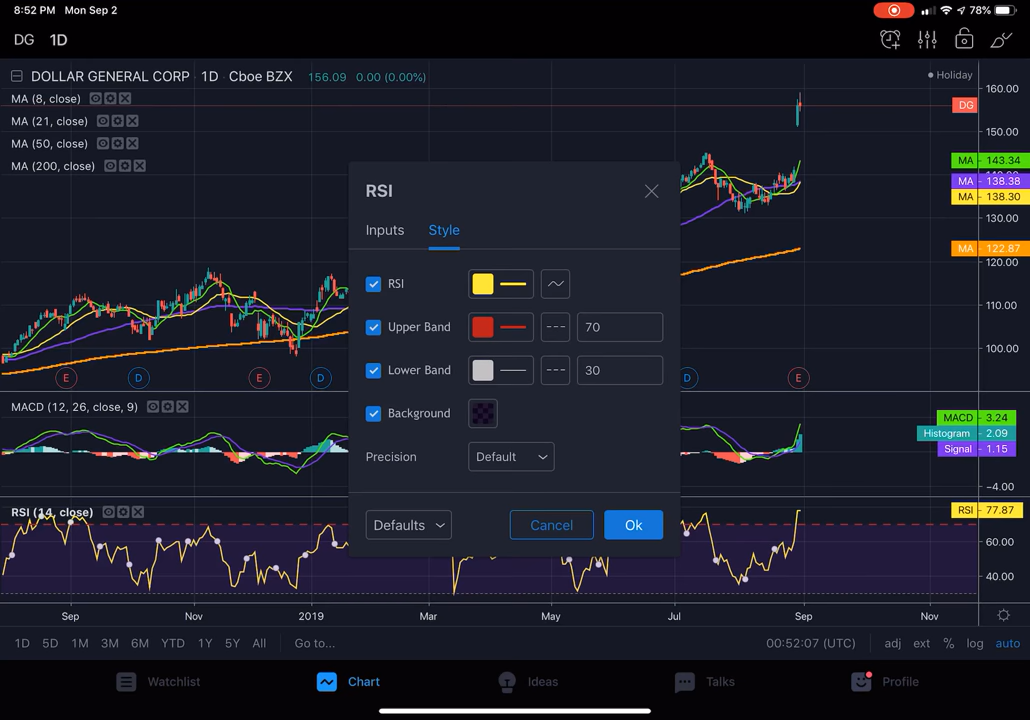 8:52 PM Mon Sep 2
78%
DG 1D
DOLLAR GENERAL CORP 1D Cboe BZX 156.09 0.00 (0.00%)
Holiday
MA (8, close)
MA (21, close)
MA (50, close)
MA (200, close)
160.00
DG
150.00
MA 143.34
MA 138.38
MA 138.30
130.00
MA 122.87
120.00
110.00
100.00
RSI
Inputs Style
RSI
Upper Band 70
Lower Band 30
Background
Precision Default
Defaults Cancel Ok
E D E D D E
MACD (12, 26, close, 9)
MACD 3.24
Histogram 2.09
Signal 1.15
−4.00
RSI (14, close)
RSI 77.87
60.00
40.00
Sep Nov 2019 Mar May Jul Sep Nov
1D 5D 1M 3M 6M YTD 1Y 5Y All Go to... 00:52:07 (UTC) adj ext % log auto
Watchlist Chart Ideas Talks Profile